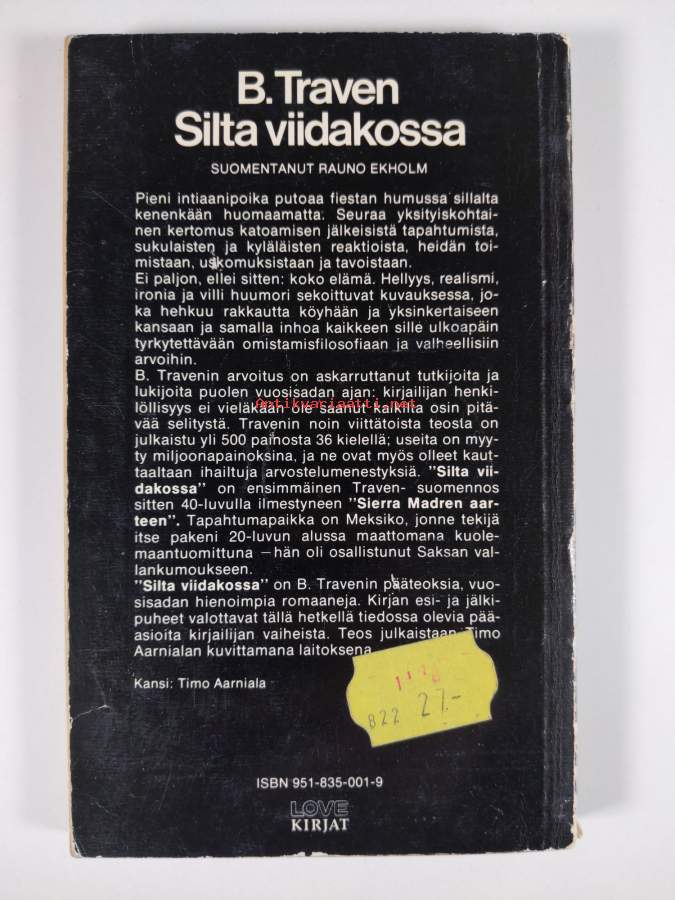 B. Traven
Silta viidakossa
SUOMENTANUT RAUNO EKHOLM
Pieni intiaanipoika putoaa fiestan humussa sillalta
kenenkään huomaamatta. Seuraa yksityiskohtai-
nen kertomus katoamisen jälkeisistä tapahtumista,
sukulaisten ja kyläläisten reaktioista, heidän toi-
mistaan, uskomuksistaan ja tavoistaan.
Ei paljon, ellei sitten: koko elämä. Hellyys, realismi,
ironia ja villi huumori sekoittuvat kuvauksessa, jo-
ka hehkuu rakkautta köyhään ja yksinkertaiseen
kansaan ja samalla inhoa kaikkeen sille ulkoapäin
tyrkytettävään omistamisfilosofiaan ja valheellisiin
arvoihin.
B. Travenin arvoitus on askarruttanut tutkijoita ja
lukijoita puolen vuosisadan ajan: kirjailijan henki-
löllisyys ei vieläkään ole saanut kaikilta osin pitä-
vää selitystä. Travenin noin viittätoista teosta on
julkaistu yli 500 painosta 36 kielellä; useita on myy-
ty miljoonapainoksina, ja ne ovat myös olleet kaut-
taaltaan ihailtuja arvostelumenestyksiä. "Silta vii-
dakossa" on ensimmäinen Traven- suomennos
sitten 40-luvulla ilmestyneen "Sierra Madren aar-
teen". Tapahtumapaikka on Meksiko, jonne tekijä
itse pakeni 20-luvun alussa maattomana kuole-
maantuomittuna —hän oli osallistunut Saksan val-
lankumoukseen.
"Silta viidakossa" on B. Travenin pääteoksia, vuo-
sisadan hienoimpia romaaneja. Kirjan esi- ja jälki-
puheet valottavat tällä hetkellä tiedossa olevia pää-
asioita kirjailijan vaiheista. Teos julkaistaan Timo
Aarnialan kuvittamana laitoksena.
Kansi: Timo Aarniala
822 27.-
ISBN 951-835-001-9
LOVE
KIRJAT
Antikvariaatti.net